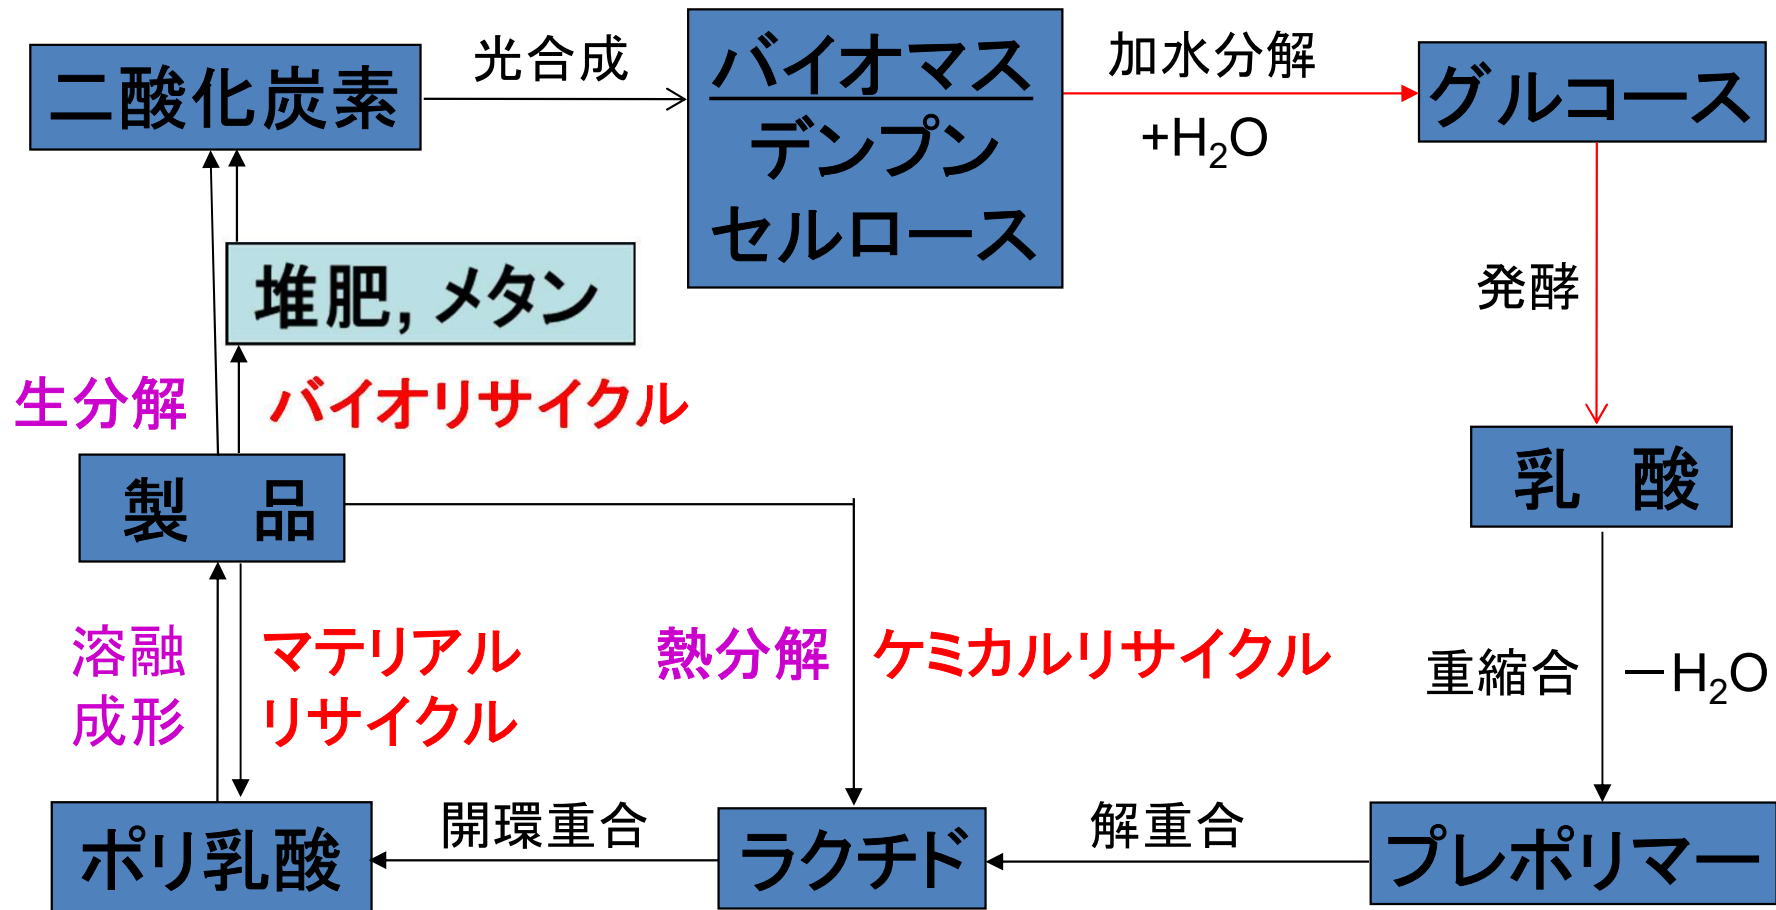 二酸化炭素
光合成
バイオマス
デンプン
セルロース
加水分解
+H₂O
グルコース
発酵
堆肥,メタン
生分解
バイオリサイクル
製　品
乳　酸
溶融
成形
マテリアル
リサイクル
熱分解
ケミカルリサイクル
重縮合
－H₂O
ポリ乳酸
開環重合
ラクチド
解重合
プレポリマー